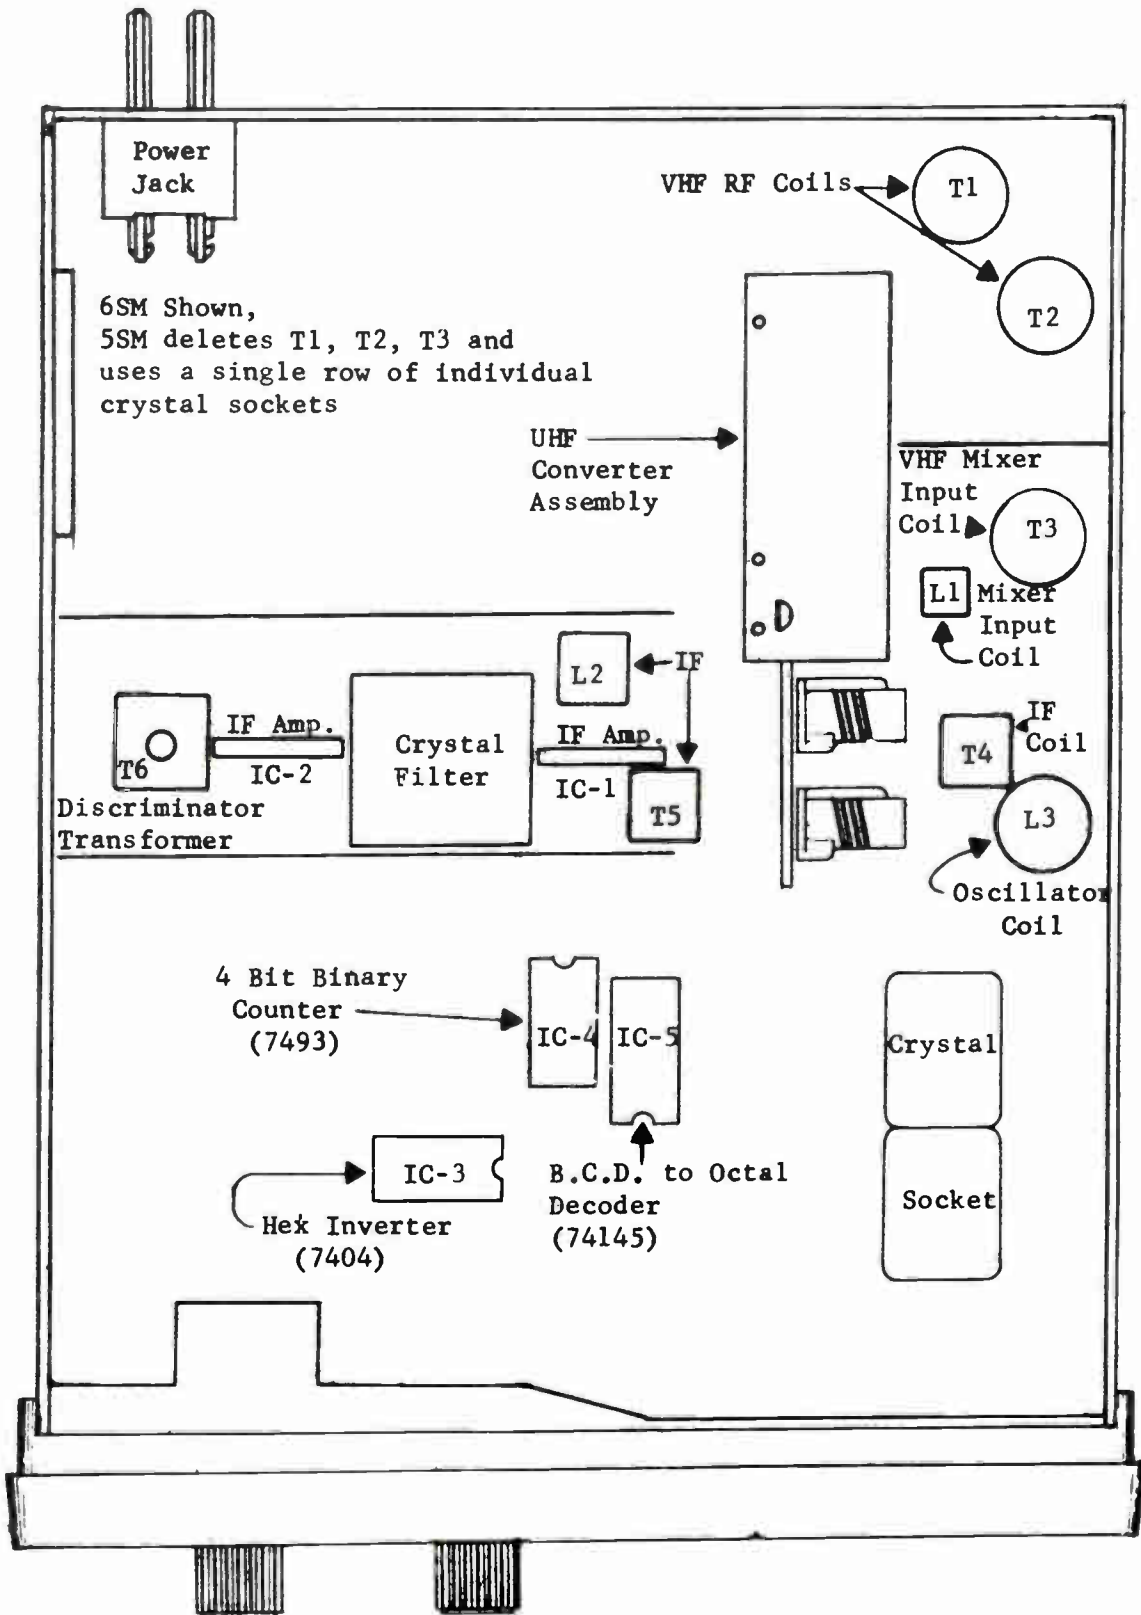 Power
Jack
VHF RF Coils
T1
T2
6SM Shown,
5SM deletes T1, T2, T3 and
uses a single row of individual
crystal sockets
UHF
Converter
Assembly
VHF Mixer
Input
Coil
T3
L1
Mixer
Input
Coil
L2
IF
IF Amp.
IC-2
T6
Discriminator
Transformer
Crystal
Filter
IF Amp.
IC-1
T5
IF
Coil
T4
L3
Oscillator
Coil
4 Bit Binary
Counter
(7493)
IC-4
IC-5
Crystal
Socket
IC-3
Hex Inverter
(7404)
B.C.D. to Octal
Decoder
(74145)